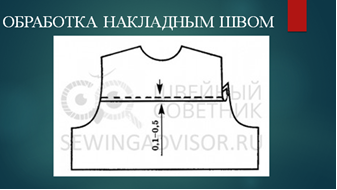 ОБРАБОТКА НАКЛАДНЫМ ШВОМ
ШВЕЙНЫЙ
СОВЕТНИК
0,1-0,5
SEWINGADVISOR.RU